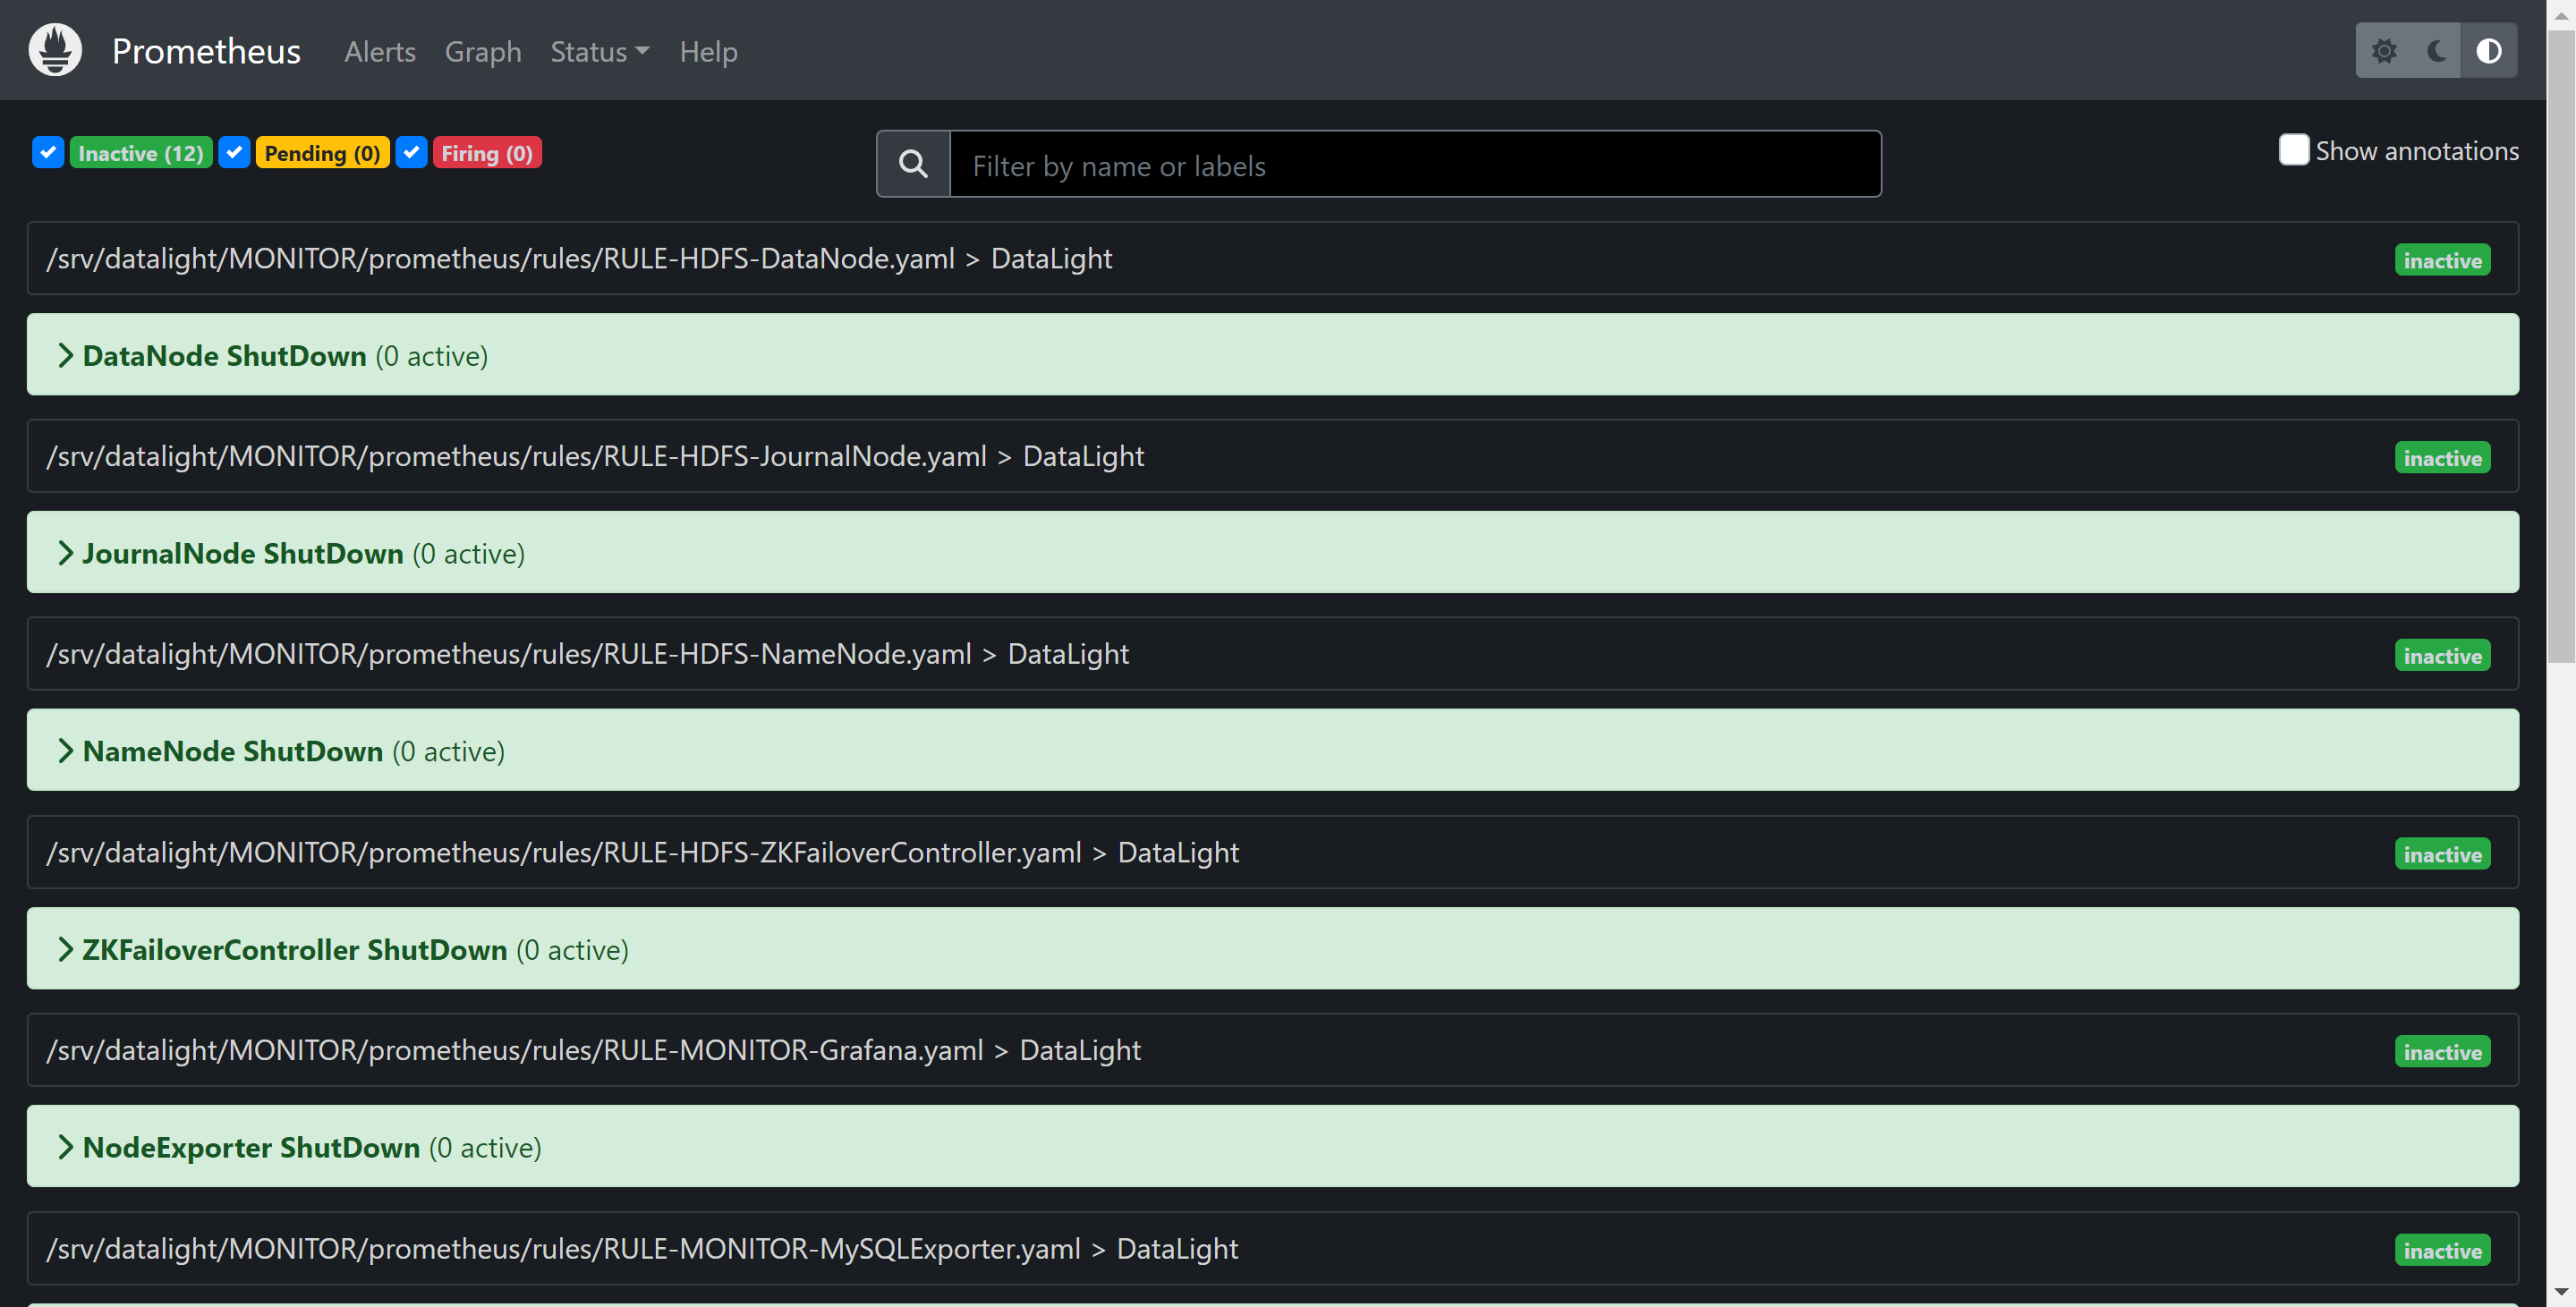 Prometheus Alerts Graph Status Help
Inactive (12) Pending (0) Firing (0) Filter by name or labels Show annotations
/srv/datalight/MONITOR/prometheus/rules/RULE-HDFS-DataNode.yaml > DataLight inactive
DataNode ShutDown (0 active)
/srv/datalight/MONITOR/prometheus/rules/RULE-HDFS-JournalNode.yaml > DataLight inactive
JournalNode ShutDown (0 active)
/srv/datalight/MONITOR/prometheus/rules/RULE-HDFS-NameNode.yaml > DataLight inactive
NameNode ShutDown (0 active)
/srv/datalight/MONITOR/prometheus/rules/RULE-HDFS-ZKFailoverController.yaml > DataLight inactive
ZKFailoverController ShutDown (0 active)
/srv/datalight/MONITOR/prometheus/rules/RULE-MONITOR-Grafana.yaml > DataLight inactive
NodeExporter ShutDown (0 active)
/srv/datalight/MONITOR/prometheus/rules/RULE-MONITOR-MySQLExporter.yaml > DataLight inactive